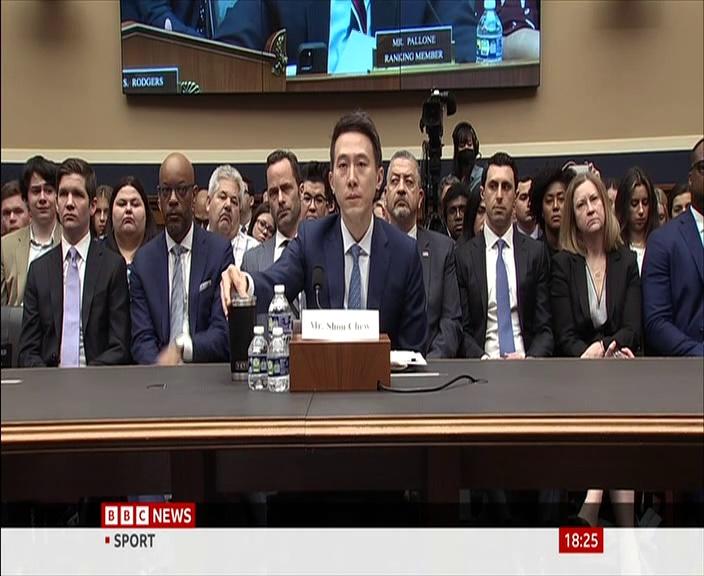 MR. PALLONE
RANKING MEMBER
S. RODGERS
Mr. Shou Chew
BBC NEWS
SPORT
18:25